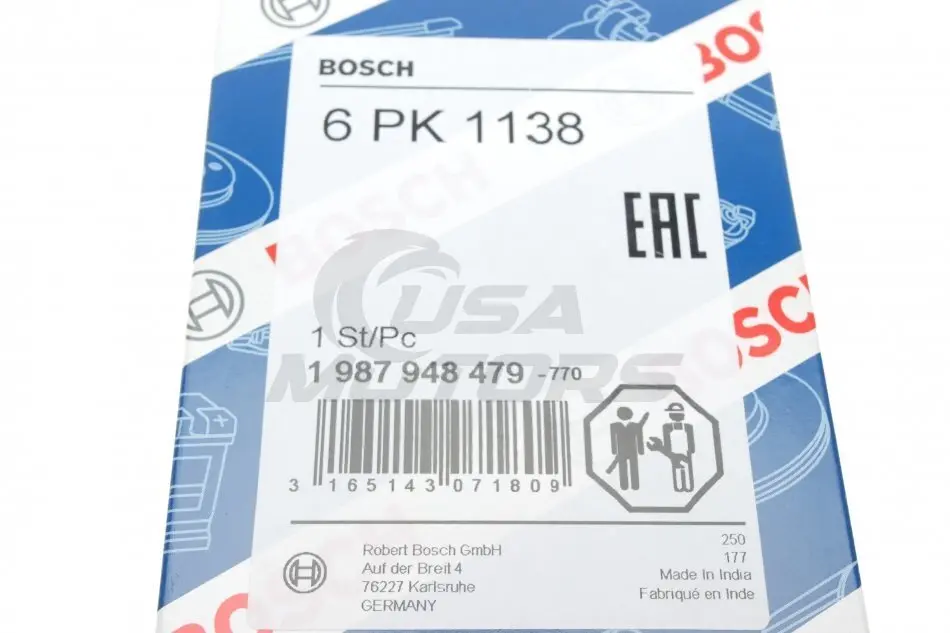 BOSCH
BOS
BOSCH
6 PK 1138
BOSCH
EAC
BOSCH
USA
MOTORS
1 St/Pc
1 987 948 479 -770
3 165143 071809
Robert Bosch GmbH
Auf der Breit 4
76227 Karlsruhe
GERMANY
250
177
Made in India
Fabriqué en Inde